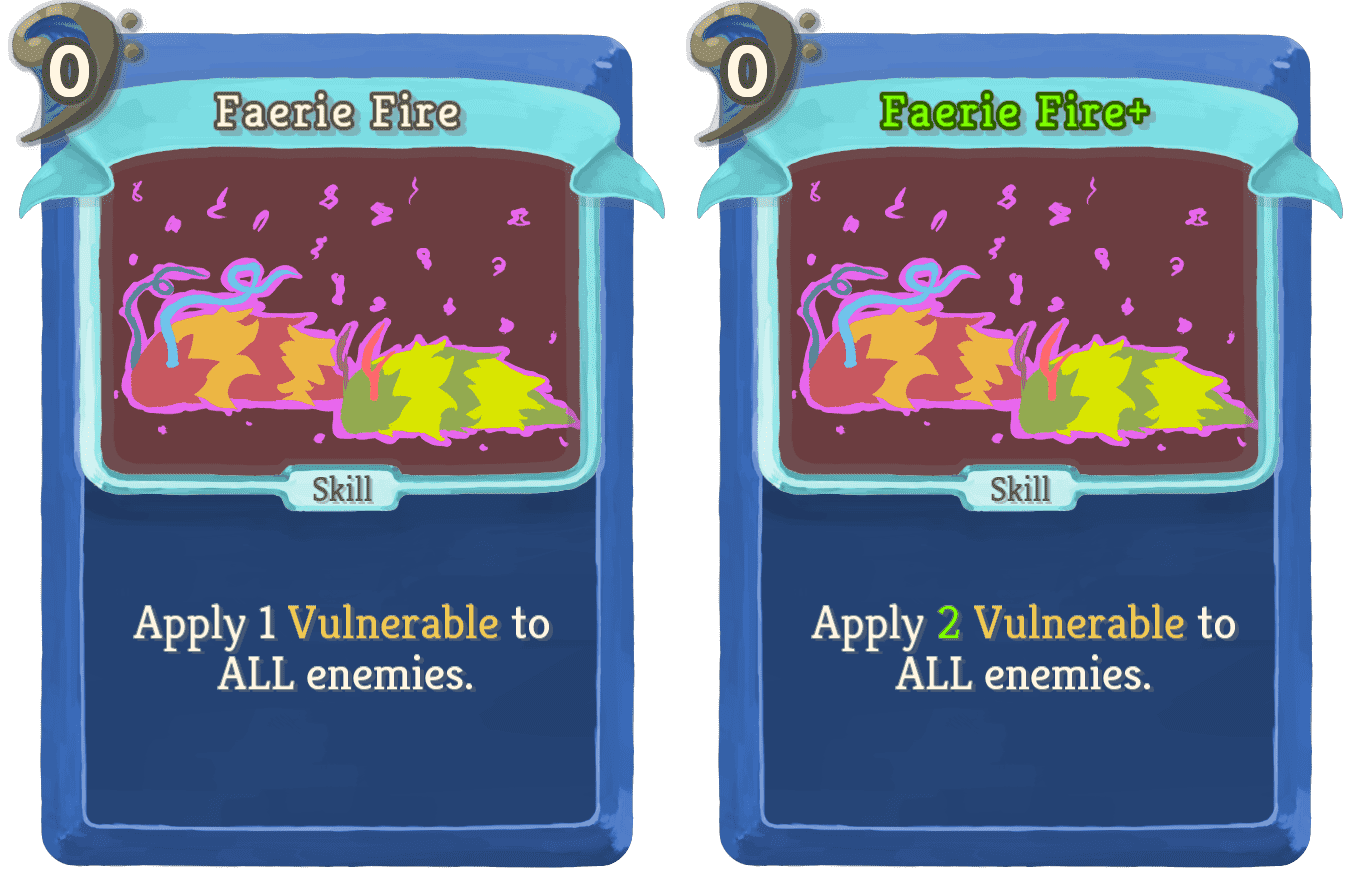 0
Faerie Fire
Skill
Apply 1 Vulnerable to
ALL enemies.
0
Faerie Fire+
Skill
Apply 2 Vulnerable to
ALL enemies.